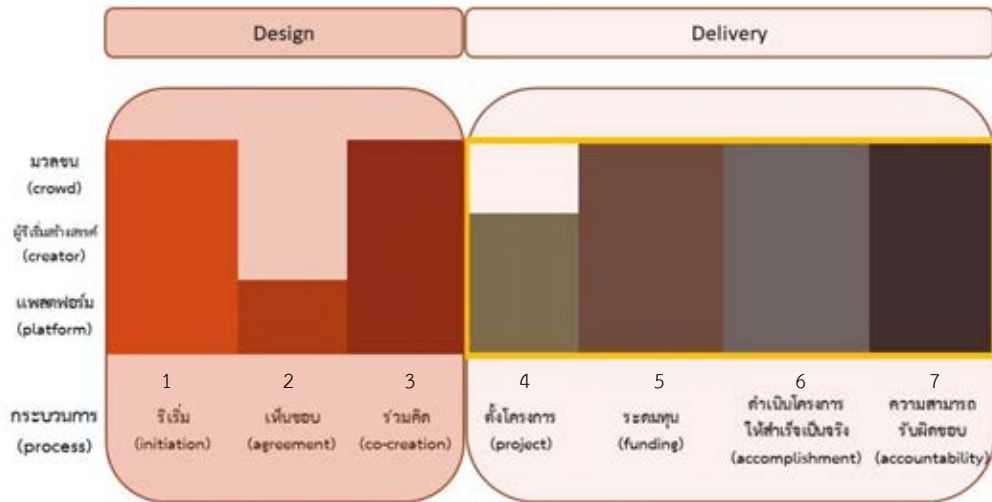 Design
Delivery
มวลชน
(crowd)
ผู้ริเริ่มสร้างสรรค์
(creator)
แพลตฟอร์ม
(platform)
กระบวนการ
(process)
1
ริเริ่ม
(initiation)
2
เห็นชอบ
(agreement)
3
ร่วมคิด
(co-creation)
4
ตั้งโครงการ
(project)
5
ระดมทุน
(funding)
6
ดำเนินโครงการ
ให้สำเร็จเป็นจริง
(accomplishment)
7
ความสามารถ
รับผิดชอบ
(accountability)